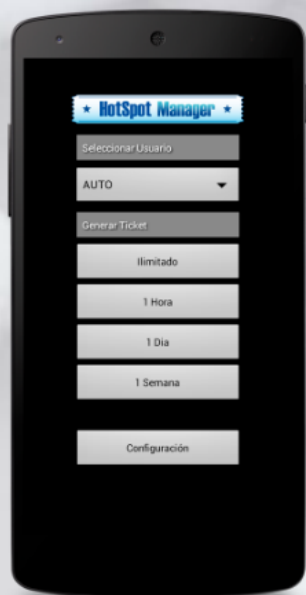 HotSpot Manager
Seleccionar Usuario
AUTO
Generar Ticket
Ilimitado
1 Hora
1 Dia
1 Semana
Configuración